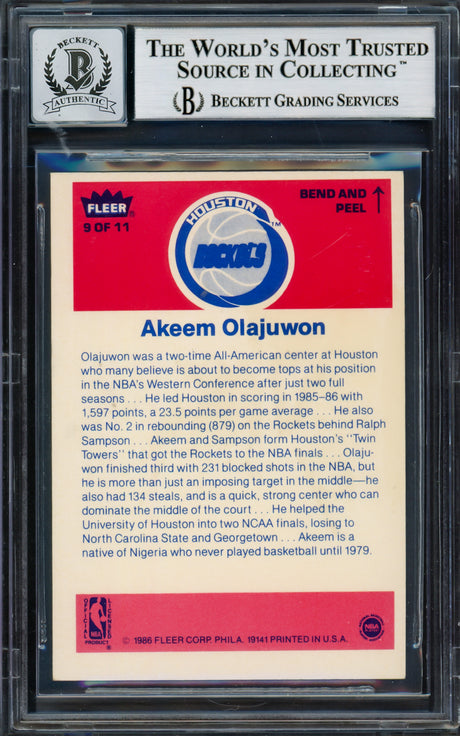 BECKETT
B
AUTHENTIC
THE WORLD'S MOST TRUSTED
SOURCE IN COLLECTING™
B BECKETT GRADING SERVICES
FLEER®
9 OF 11
HOUSTON
ROCKETS
TM
BEND AND
PEEL
Akeem Olajuwon
Olajuwon was a two-time All-American center at Houston
who many believe is about to become tops at his position
in the NBA's Western Conference after just two full
seasons . . . He led Houston in scoring in 1985-86 with
1,597 points, a 23.5 points per game average . . . He also
was No. 2 in rebounding (879) on the Rockets behind Ralph
Sampson . . . Akeem and Sampson form Houston's "Twin
Towers" that got the Rockets to the NBA finals . . . Olaju-
won finished third with 231 blocked shots in the NBA, but
he is more than just an imposing target in the middle—he
also had 134 steals, and is a quick, strong center who can
dominate the middle of the court . . . He helped the
University of Houston into two NCAA finals, losing to
North Carolina State and Georgetown . . . Akeem is a
native of Nigeria who never played basketball until 1979.
OFFICIAL LICENSED
NBA
PRODUCT ®
© 1986 FLEER CORP. PHILA. 19141 PRINTED IN U.S.A.
NBA